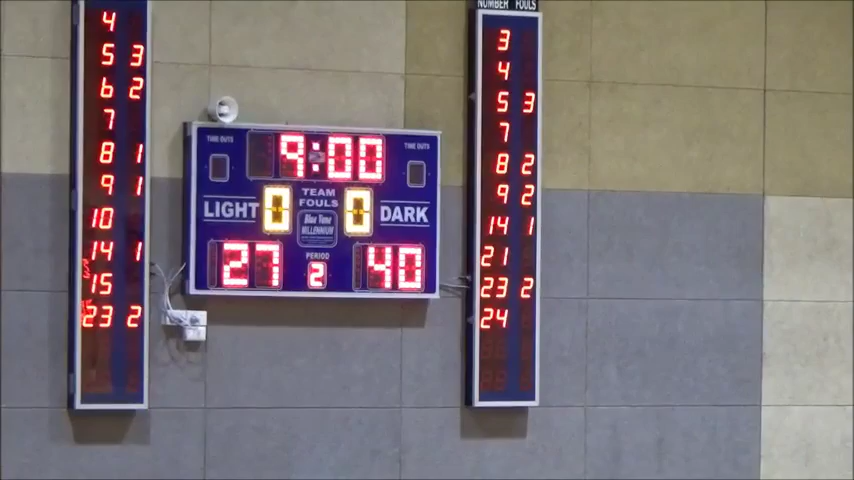 4
5 3
6 2
7
8 1
9 1
10
14 1
15
23 2
TIME OUTS
9:00
TIME OUTS
TEAM
FOULS
LIGHT 0
0 DARK
PERIOD
27 2 40
NUMBER FOULS
3
4
5 3
7
8 2
9 2
14 1
21
23 2
24